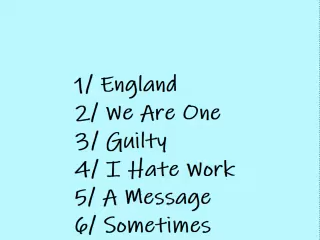 1/ England
2/ We Are One
3/ Guilty
4/ I Hate Work
5/ A Message
6/ Sometimes